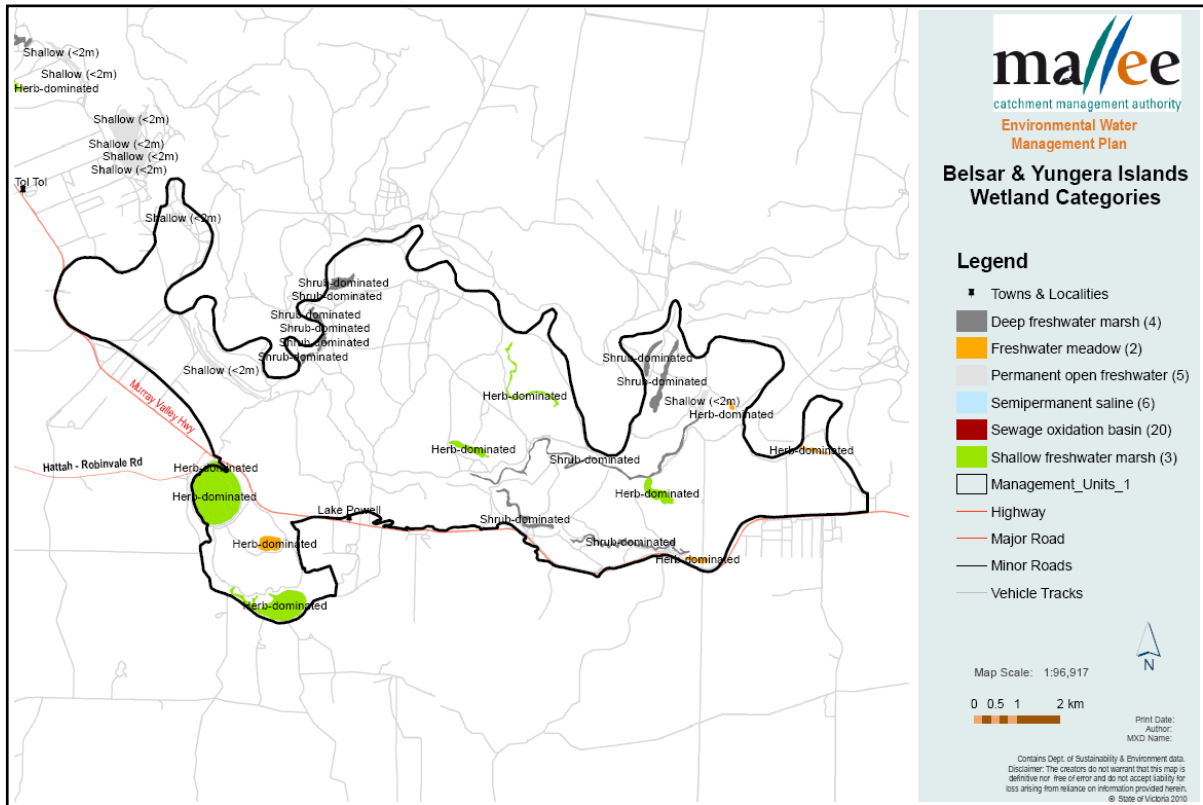 Shallow (<2m)
Shallow (<2m)
Herb-dominated
Shallow (<2m)
Shallow (<2m)
Shallow (<2m)
Shallow (<2m)
Tol Tol
Shallow (<2m)
Shrub-dominated
Shrub-dominated
Shrub-dominated
Shrub-dominated
Shrub-dominated
Shrub-dominated
Shallow (<2m)
Shrub-dominated
Shrub-dominated
Herb-dominated
Shallow (<2m)
Herb-dominated
Murray Valley Hwy
Herb-dominated
Herb-dominated
Hattah - Robinvale Rd
Shrub-dominated
Herb-dominated
Herb-dominated
Herb-dominated
Lake Powell
Shrub-dominated
Herb-dominated
Shrub-dominated
Herb-dominated
Herb-dominated
mallee
catchment management authority
Environmental Water
Management Plan
Belsar & Yungera Islands
Wetland Categories
Legend
Towns & Localities
Deep freshwater marsh (4)
Freshwater meadow (2)
Permanent open freshwater (5)
Semipermanent saline (6)
Sewage oxidation basin (20)
Shallow freshwater marsh (3)
Management_Units_1
Highway
Major Road
Minor Roads
Vehicle Tracks
N
Map Scale: 1:96,917
0 0.5 1 2 km
Print Date:
Author:
MXD Name:
Contains Dept. of Sustainability & Environment data.
Disclaimer: The creators do not warrant that this map is
definitive nor free of error and do not accept liability for
loss arising from reliance on information provided herein.
© State of Victoria 2010